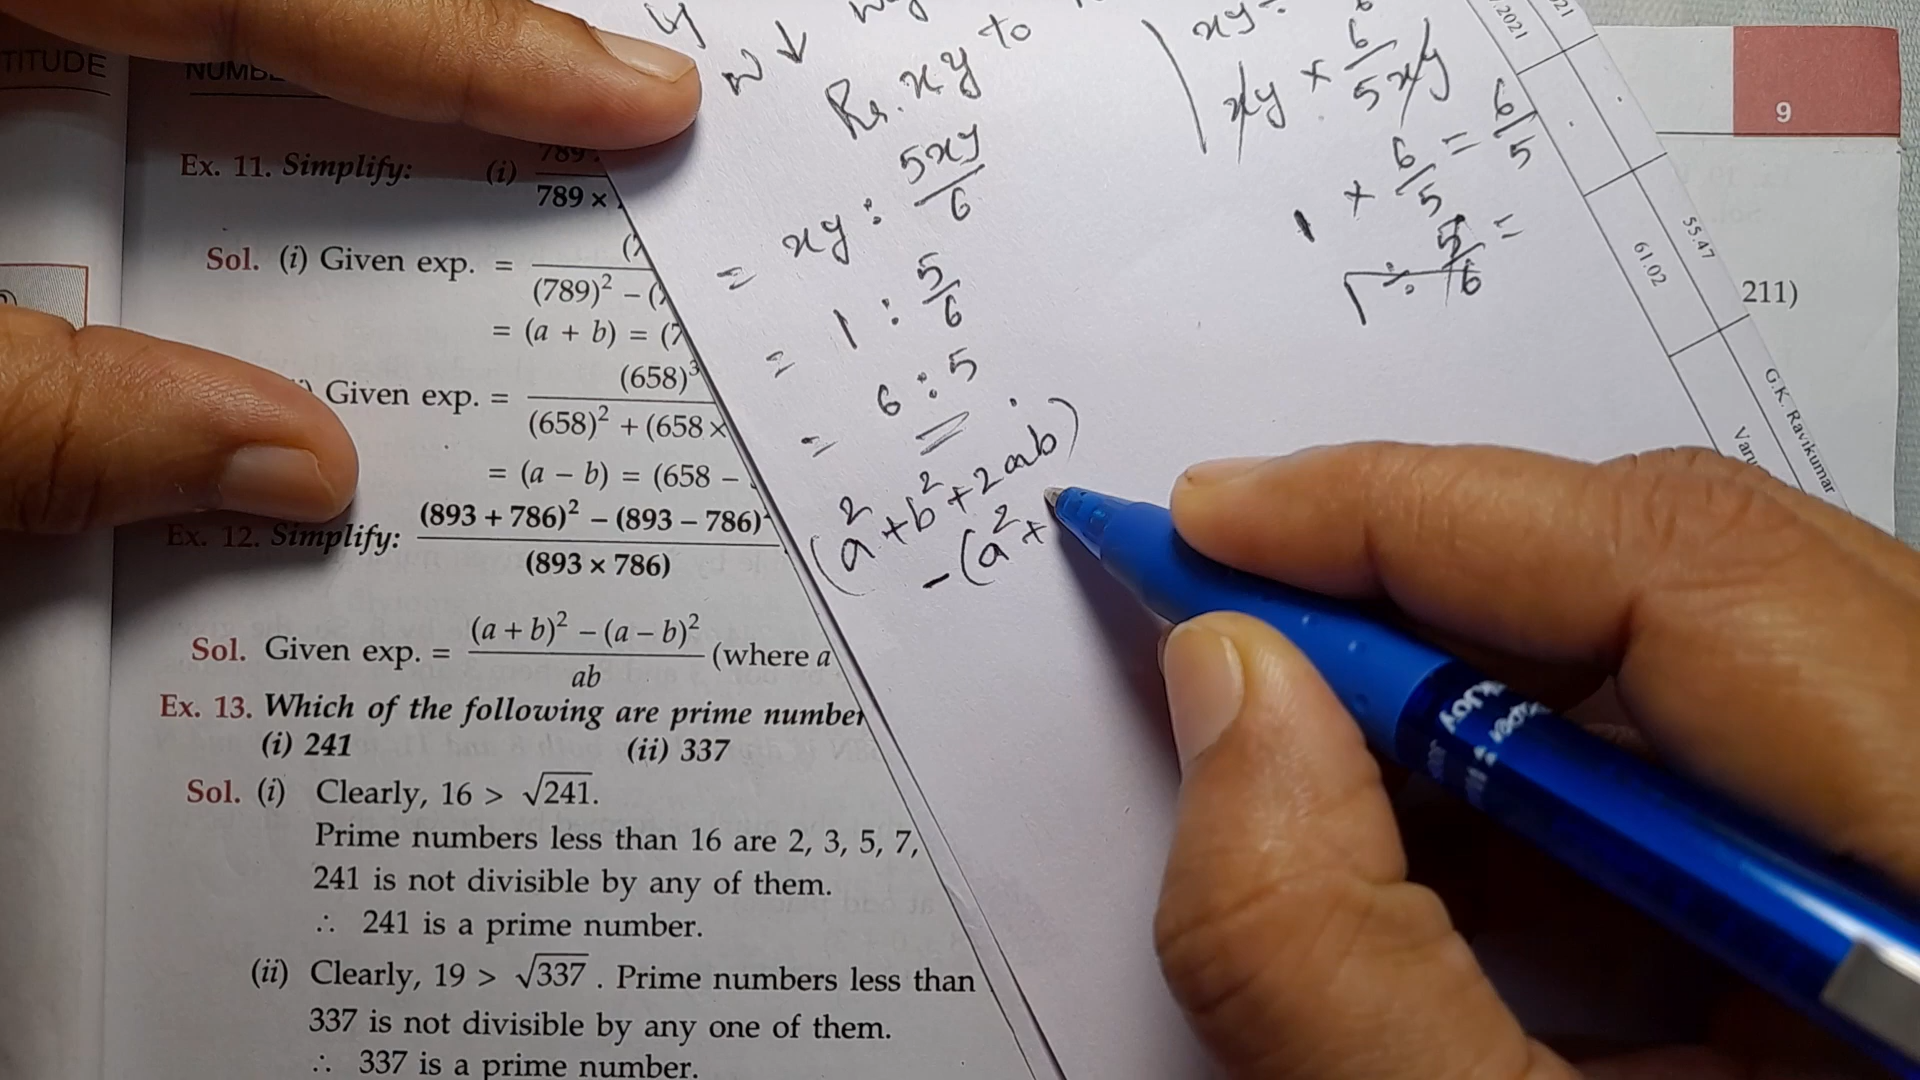 TITUDE
9
Ex. 11. Simplify: (i)
789 ×
Sol. (i) Given exp. =
(789)² – (
= (a + b) = (7
Given exp. = (658)³
(658)² + (658 ×
= (a – b) = (658 –
Ex. 12. Simplify: (893 + 786)² – (893 – 786)²
(893 × 786)
Sol. Given exp. = (a + b)² – (a – b)²
ab
(where a
Ex. 13. Which of the following are prime number
(i) 241 (ii) 337
Sol. (i) Clearly, 16 > √241.
Prime numbers less than 16 are 2, 3, 5, 7,
241 is not divisible by any of them.
∴ 241 is a prime number.
(ii) Clearly, 19 > √337 . Prime numbers less than
337 is not divisible by any one of them.
∴ 337 is a prime number.
Rs. xy to
= xy : 5xy/6
= 1 : 5/6
= 6 : 5
(a² + b² + 2ab)
– (a² +
xy ×  6/5xy
× 6/5 = 6/5
1 ÷ 5/6 =
2021
55.47
61.02
G.K. Ravikumar
211)